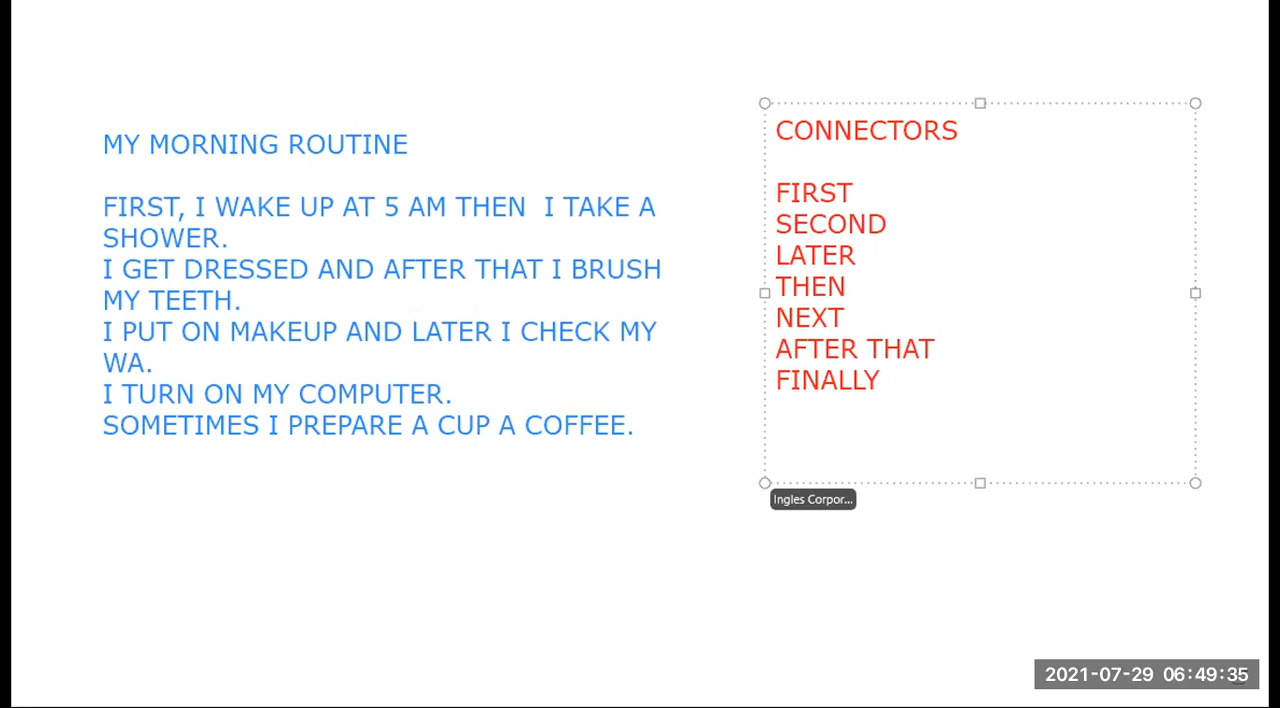 MY MORNING ROUTINE
FIRST, I WAKE UP AT 5 AM THEN  I TAKE A
SHOWER.
I GET DRESSED AND AFTER THAT I BRUSH
MY TEETH.
I PUT ON MAKEUP AND LATER I CHECK MY
WA.
I TURN ON MY COMPUTER.
SOMETIMES I PREPARE A CUP A COFFEE.
CONNECTORS
FIRST
SECOND
LATER
THEN
NEXT
AFTER THAT
FINALLY
Ingles Corpor...
2021-07-29 06:49:35